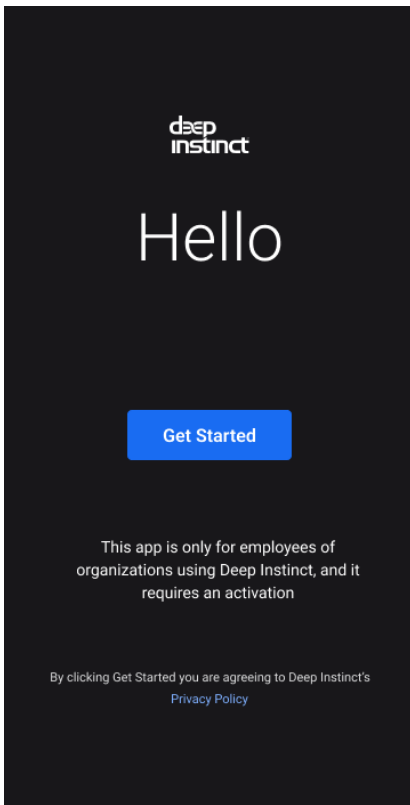 deep
instinct
Hello
Get Started
This app is only for employees of
organizations using Deep Instinct, and it
requires an activation
By clicking Get Started you are agreeing to Deep Instinct's
Privacy Policy